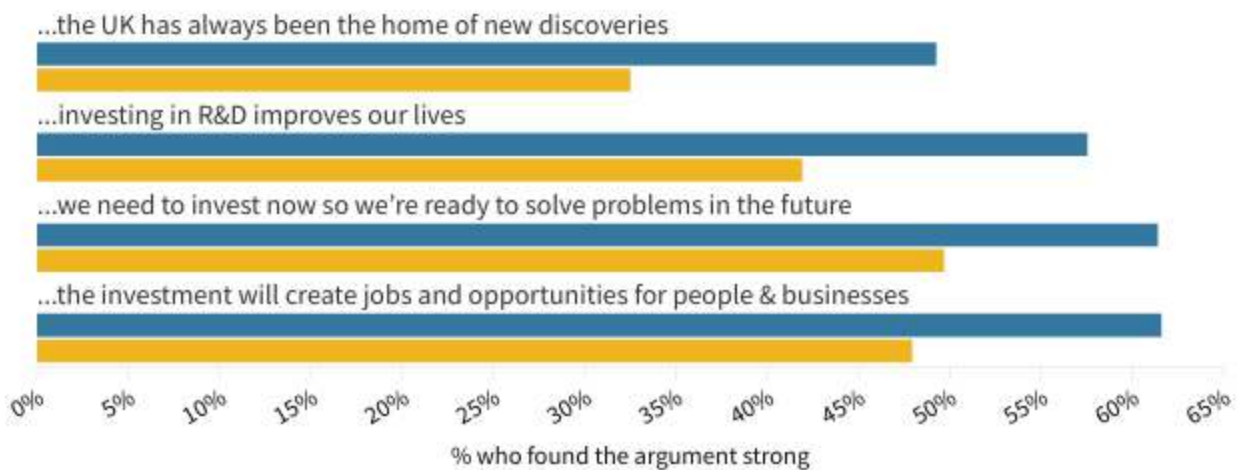 ...the UK has always been the home of new discoveries
...investing in R&D improves our lives
...we need to invest now so we’re ready to solve problems in the future
...the investment will create jobs and opportunities for people & businesses
0% 5% 10% 15% 20% 25% 30% 35% 40% 45% 50% 55% 60% 65%
% who found the argument strong